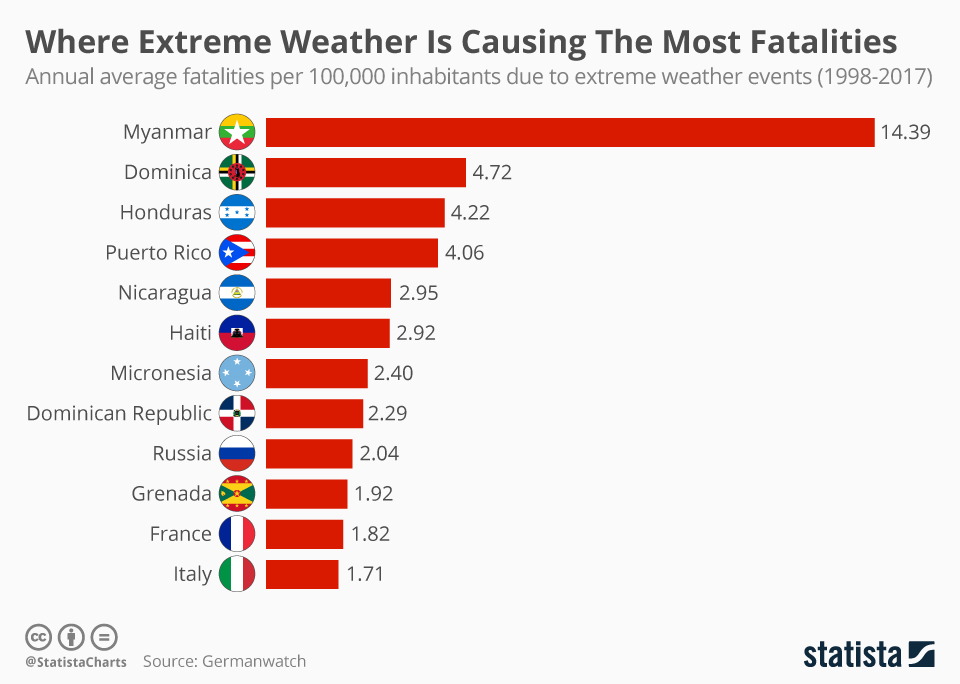 Where Extreme Weather Is Causing The Most Fatalities
Annual average fatalities per 100,000 inhabitants due to extreme weather events (1998-2017)
Myanmar 14.39
Dominica 4.72
Honduras 4.22
Puerto Rico 4.06
Nicaragua 2.95
Haiti 2.92
Micronesia 2.40
Dominican Republic 2.29
Russia 2.04
Grenada 1.92
France 1.82
Italy 1.71
cc
@StatistaCharts Source: Germanwatch
statista